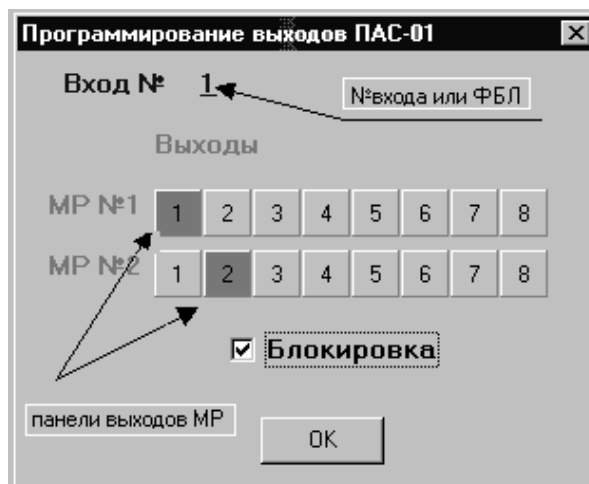 Программирование выходов ПАС-01
Вход № 1
№входа или ФБЛ
Выходы
МР №1 1 2 3 4 5 6 7 8
МР №2 1 2 3 4 5 6 7 8
Блокировка
панели выходов МР
OK